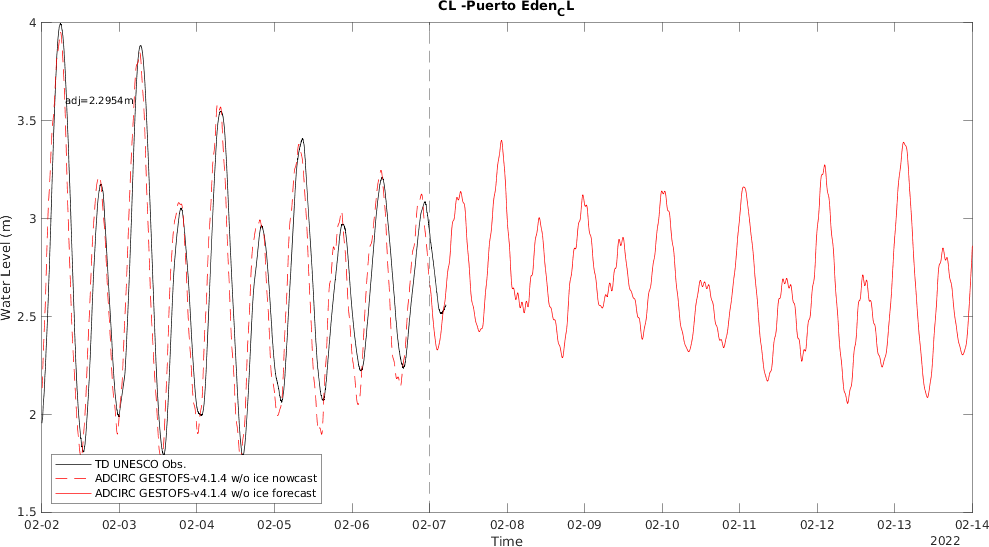 CL -Puerto Eden_CL
4
adj=2.2954m
3.5
3
Water Level (m)
2.5
2
TD UNESCO Obs.
ADCIRC GESTOFS-v4.1.4 w/o ice nowcast
ADCIRC GESTOFS-v4.1.4 w/o ice forecast
1.5
02-02 02-03 02-04 02-05 02-06 02-07 02-08 02-09 02-10 02-11 02-12 02-13 02-14
Time
2022